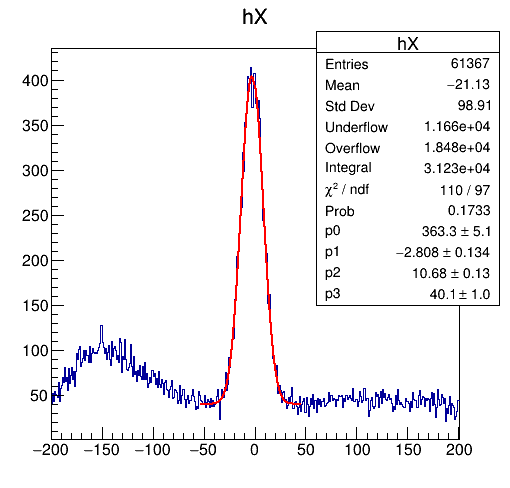 hX
hX
Entries 61367
Mean −21.13
Std Dev 98.91
Underflow 1.166e+04
Overflow 1.848e+04
Integral 3.123e+04
χ² / ndf 110 / 97
Prob 0.1733
p0 363.3 ± 5.1
p1 −2.808 ± 0.134
p2 10.68 ± 0.13
p3 40.1 ± 1.0
400
350
300
250
200
150
100
50
−200 −150 −100 −50 0 50 100 150 200